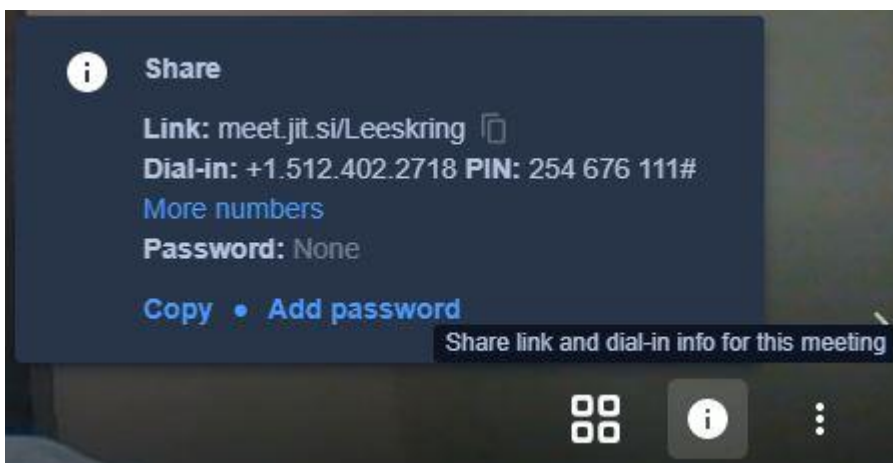 Share
Link: meet.jit.si/Leeskring
Dial-in: +1.512.402.2718 PIN: 254 676 111#
More numbers
Password: None
Copy • Add password
Share link and dial-in info for this meeting